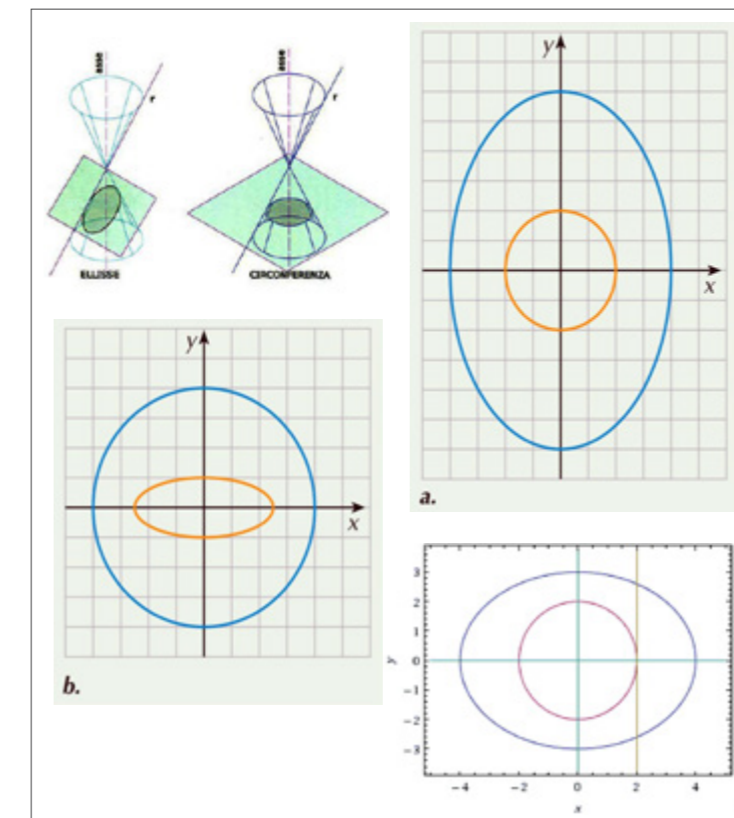 asse
r
ELLISSE
asse
r
CIRCONFERENZA
y
x
a.
y
x
b.
y
3
2
1
0
-1
-2
-3
-4 -2 0 2 4
x